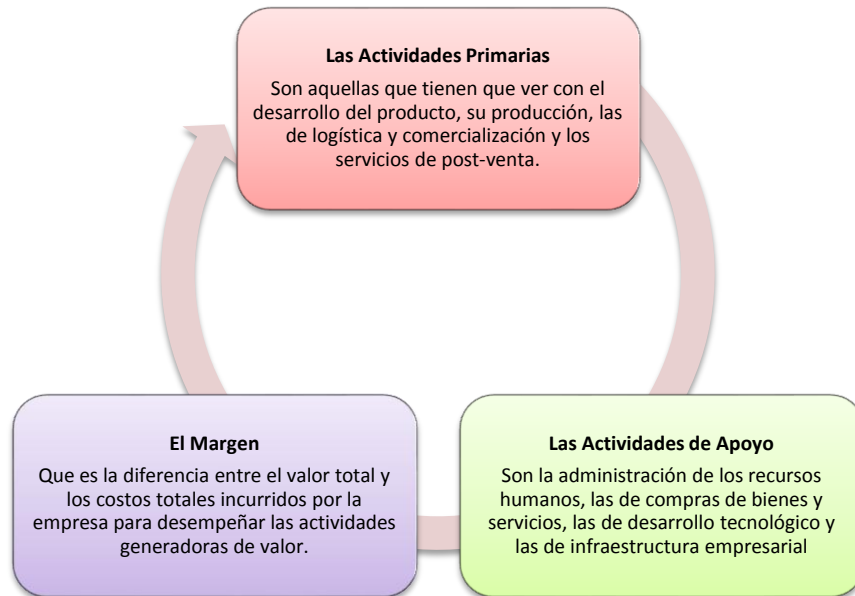 Las Actividades Primarias
Son aquellas que tienen que ver con el
desarrollo del producto, su producción, las
de logística y comercialización y los
servicios de post-venta.
El Margen
Que es la diferencia entre el valor total y
los costos totales incurridos por la
empresa para desempeñar las actividades
generadoras de valor.
Las Actividades de Apoyo
Son la administración de los recursos
humanos, las de compras de bienes y
servicios, las de desarrollo tecnológico y
las de infraestructura empresarial